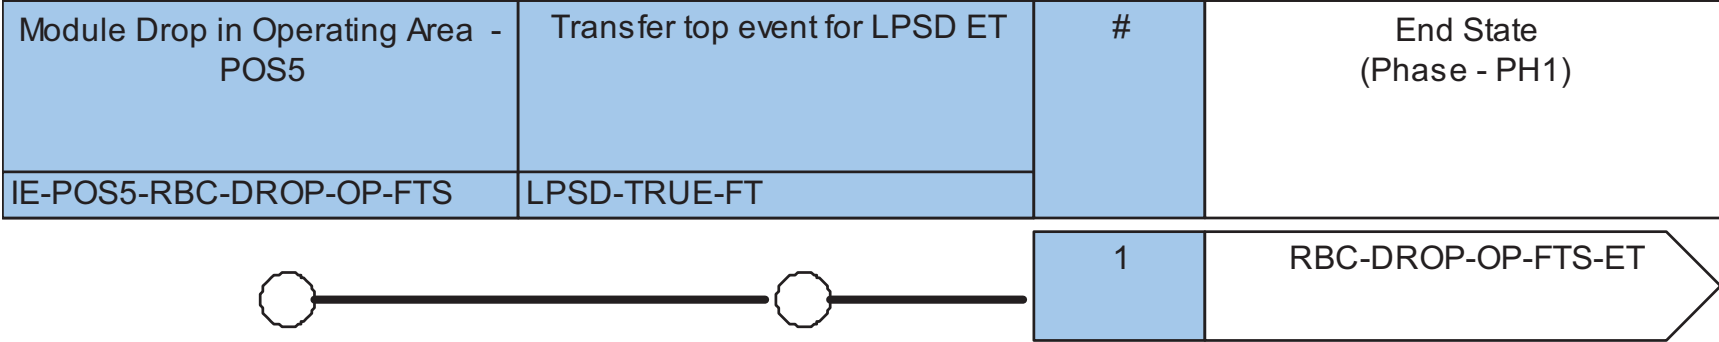 Module Drop in Operating Area -
POS5
Transfer top event for LPSD ET
#
End State
(Phase - PH1)
IE-POS5-RBC-DROP-OP-FTS
LPSD-TRUE-FT
1
RBC-DROP-OP-FTS-ET